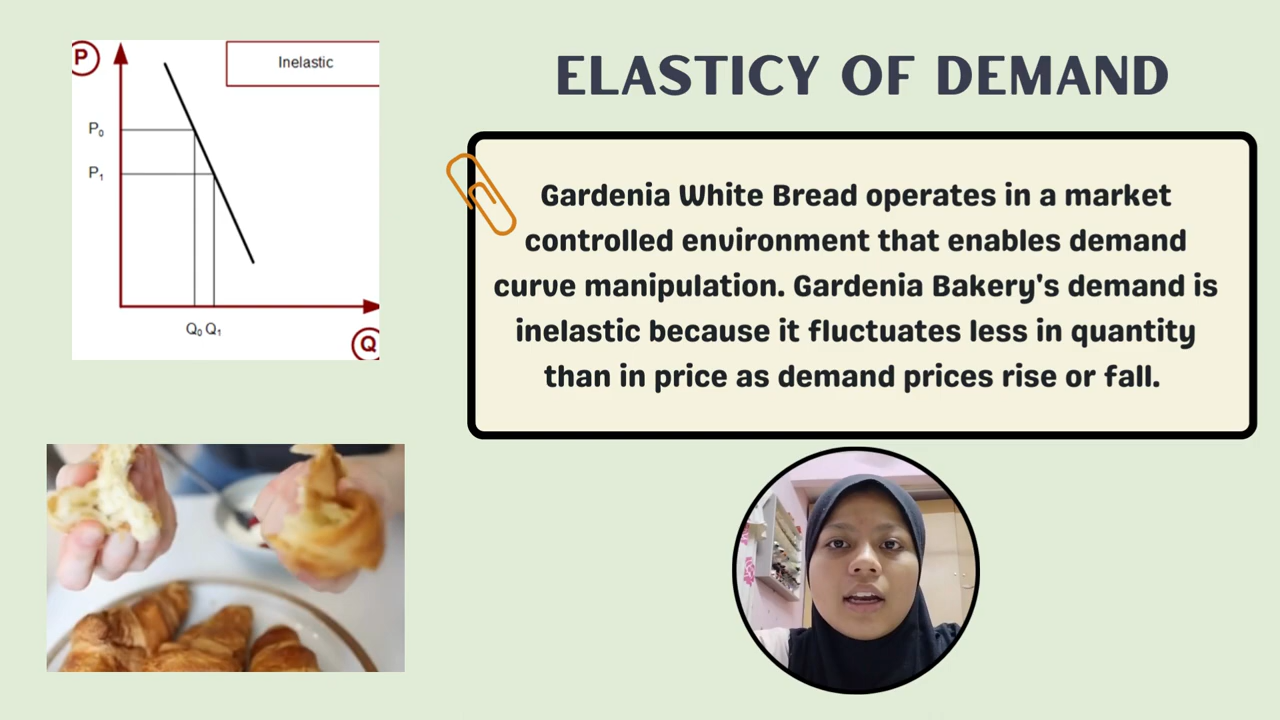 P
Inelastic
P₀
P₁
Q₀ Q₁
Q
ELASTICY OF DEMAND
Gardenia White Bread operates in a market
controlled environment that enables demand
curve manipulation. Gardenia Bakery's demand is
inelastic because it fluctuates less in quantity
than in price as demand prices rise or fall.